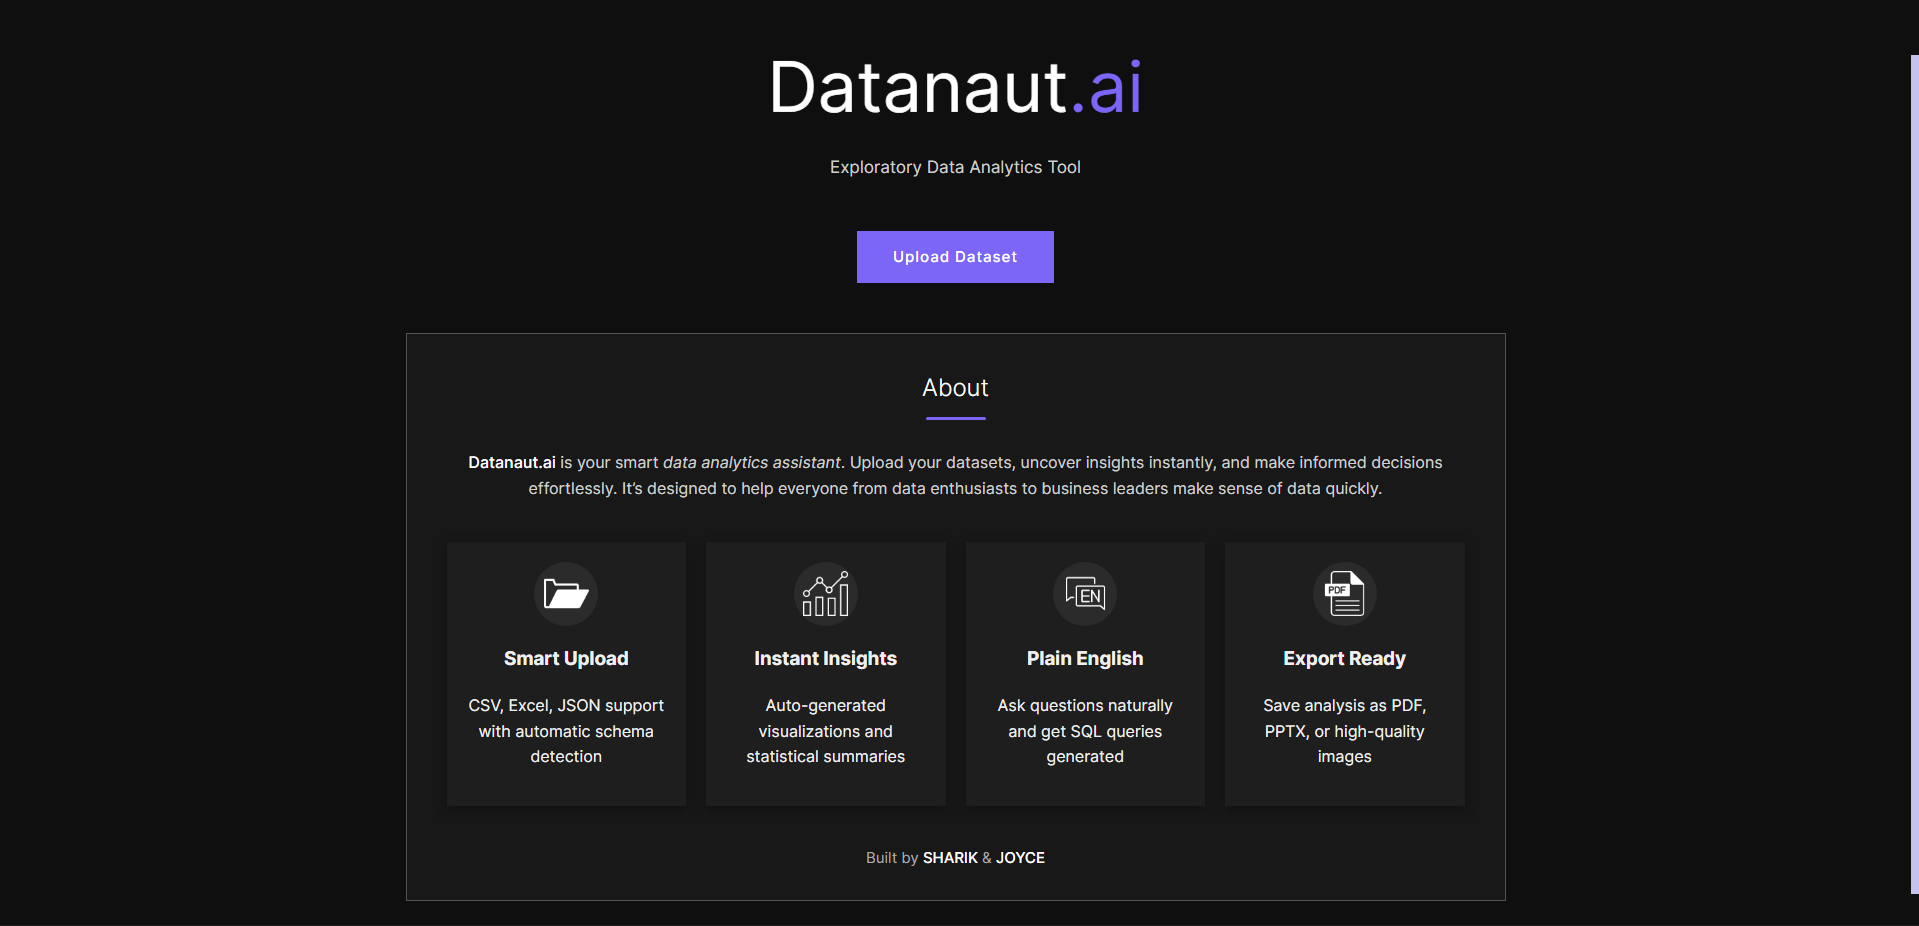 Datanaut.ai
Exploratory Data Analytics Tool
Upload Dataset
About
Datanaut.ai is your smart data analytics assistant. Upload your datasets, uncover insights instantly, and make informed decisions
effortlessly. It’s designed to help everyone from data enthusiasts to business leaders make sense of data quickly.
Smart Upload
CSV, Excel, JSON support
with automatic schema
detection
Instant Insights
Auto-generated
visualizations and
statistical summaries
EN
Plain English
Ask questions naturally
and get SQL queries
generated
PDF
Export Ready
Save analysis as PDF,
PPTX, or high-quality
images
Built by SHARIK & JOYCE